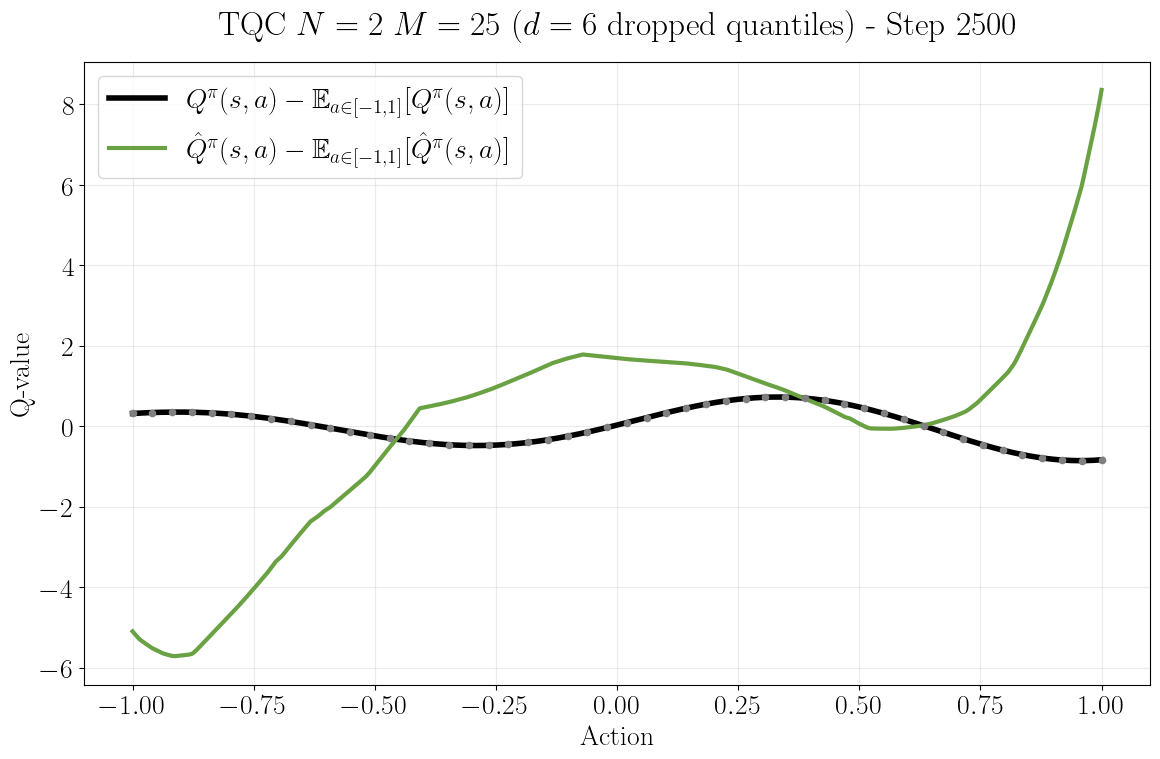 TQC N = 2 M = 25 (d = 6 dropped quantiles) - Step 2500
Q^π(s, a) − 𝔼_{a∈[−1,1]}[Q^π(s, a)]
Q̂^π(s, a) − 𝔼_{a∈[−1,1]}[Q̂^π(s, a)]
8
6
4
2
0
−2
−4
−6
Q-value
−1.00 −0.75 −0.50 −0.25 0.00 0.25 0.50 0.75 1.00
Action